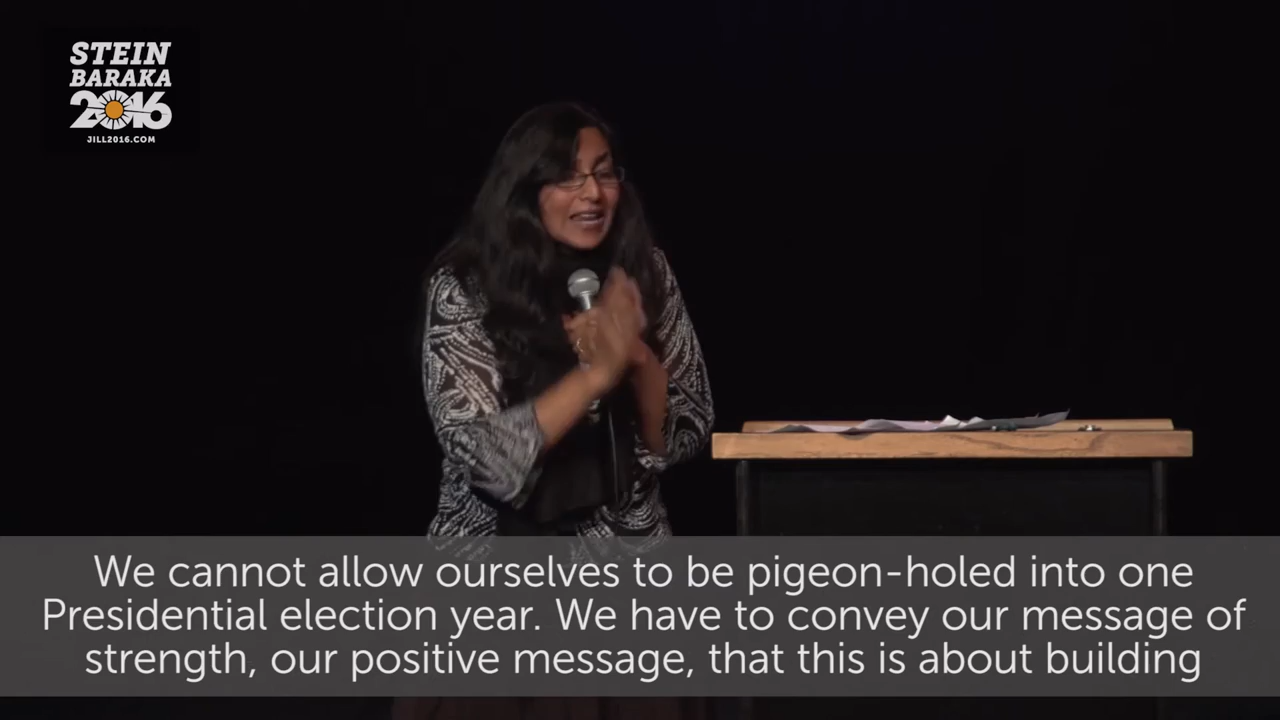 STEIN
BARAKA
2016
JILL2016.COM
We cannot allow ourselves to be pigeon-holed into one
Presidential election year. We have to convey our message of
strength, our positive message, that this is about building